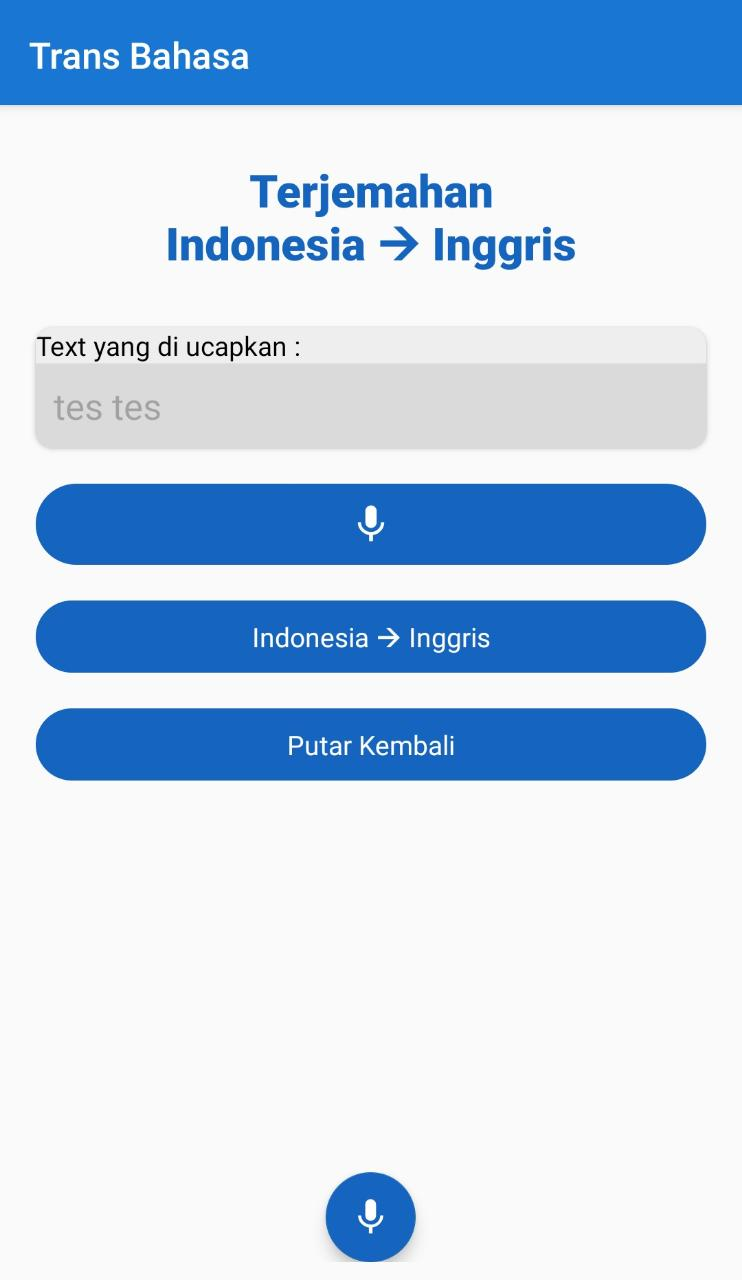 Trans Bahasa
Terjemahan
Indonesia → Inggris
Text yang di ucapkan :
tes tes
Indonesia → Inggris
Putar Kembali